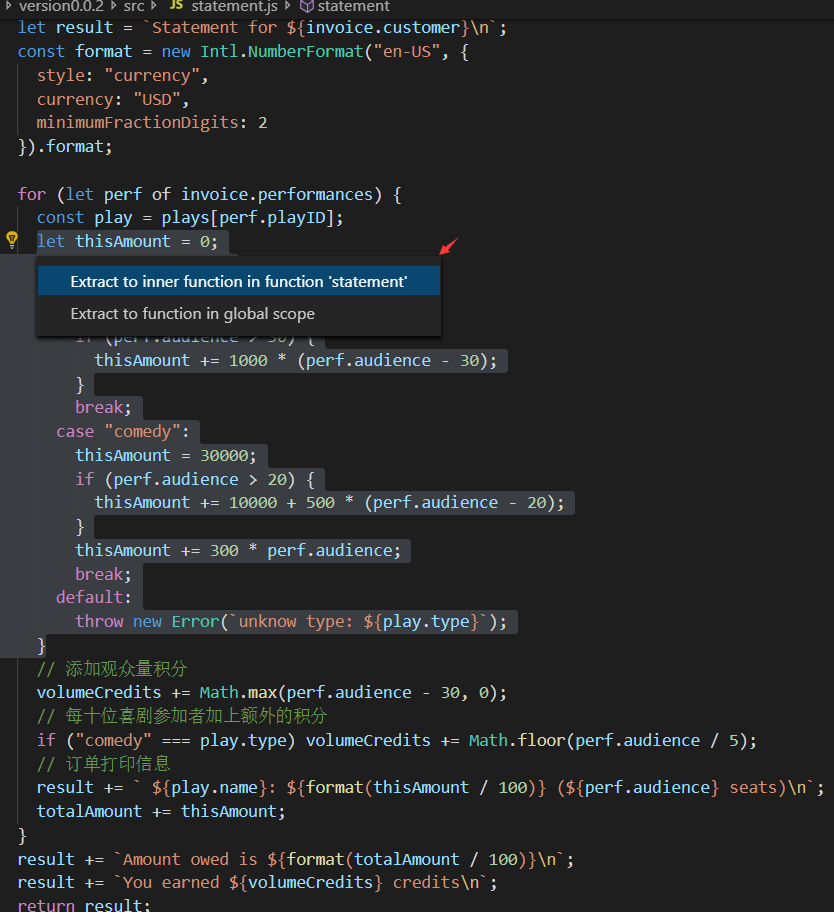 version0.0.2 > src > JS statement.js > statement
let result = `Statement for ${invoice.customer}\n`;
const format = new Intl.NumberFormat("en-US", {
style: "currency",
currency: "USD",
minimumFractionDigits: 2
}).format;
for (let perf of invoice.performances) {
const play = plays[perf.playID];
let thisAmount = 0;
Extract to inner function in function 'statement'
Extract to function in global scope
if (perf.audience > 30) {
thisAmount += 1000 * (perf.audience - 30);
}
break;
case "comedy":
thisAmount = 30000;
if (perf.audience > 20) {
thisAmount += 10000 + 500 * (perf.audience - 20);
}
thisAmount += 300 * perf.audience;
break;
default:
throw new Error(`unknow type: ${play.type}`);
}
// 添加观众量积分
volumeCredits += Math.max(perf.audience - 30, 0);
// 每十位喜剧参加者加上额外的积分
if ("comedy" === play.type) volumeCredits += Math.floor(perf.audience / 5);
// 订单打印信息
result += ` ${play.name}: ${format(thisAmount / 100)} (${perf.audience} seats)\n`;
totalAmount += thisAmount;
}
result += `Amount owed is ${format(totalAmount / 100)}\n`;
result += `You earned ${volumeCredits} credits\n`;
return result;